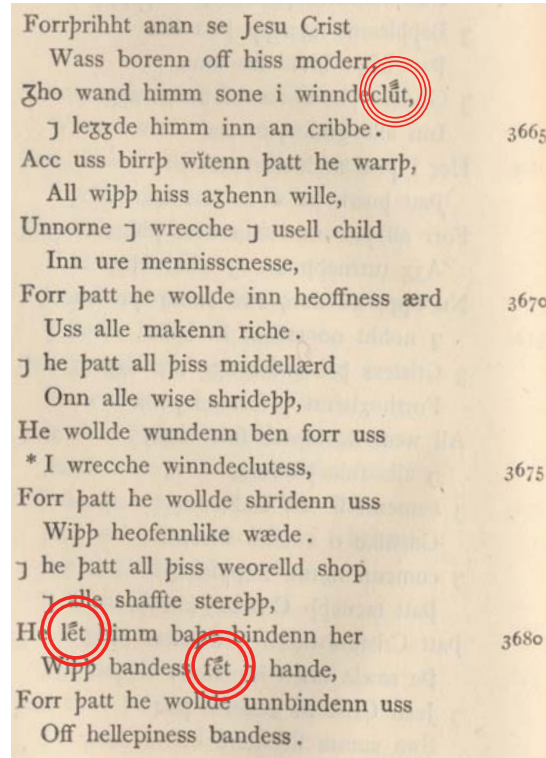 Forrþrihht anan se Jesu Crist
Wass borenn off hiss moderr,
Ȝho wand himm sone i winndeclűt,
⁊ leȝȝde himm inn an cribbe. 3665
Acc uss birrþ wĭtenn þatt he warrþ,
All wiþþ hiss aȝhenn wille,
Unnorne ⁊ wrecche ⁊ usell child
Inn ure mennisscnesse,
Forr þatt he wollde inn heoffness ærd 3670
Uss alle makenn riche.
⁊ he þatt all þiss middellærd
Onn alle wise shrideþþ,
He wollde wundenn ben forr uss
* I wrecche winndeclutess, 3675
Forr þatt he wollde shridenn uss
Wiþþ heofennlike wæde.
⁊ he þatt all þiss weorelld shop
⁊ alle shaffte stereþþ,
He le̋t himm baþe bindenn her 3680
Wiþþ bandess fe̋t ⁊ hande,
Forr þatt he wollde unnbindenn uss
Off hellepiness bandess.